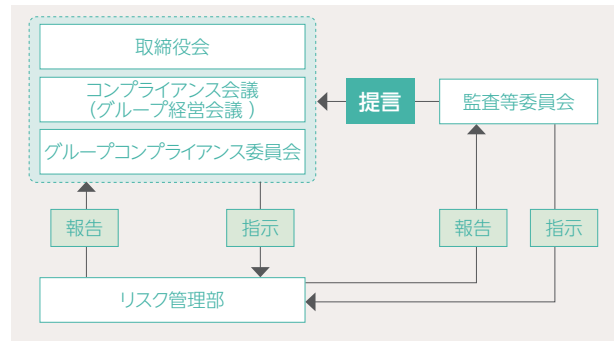 取締役会
コンプライアンス会議
(グループ経営会議)
グループコンプライアンス委員会
提言
監査等委員会
報告
指示
報告
指示
リスク管理部